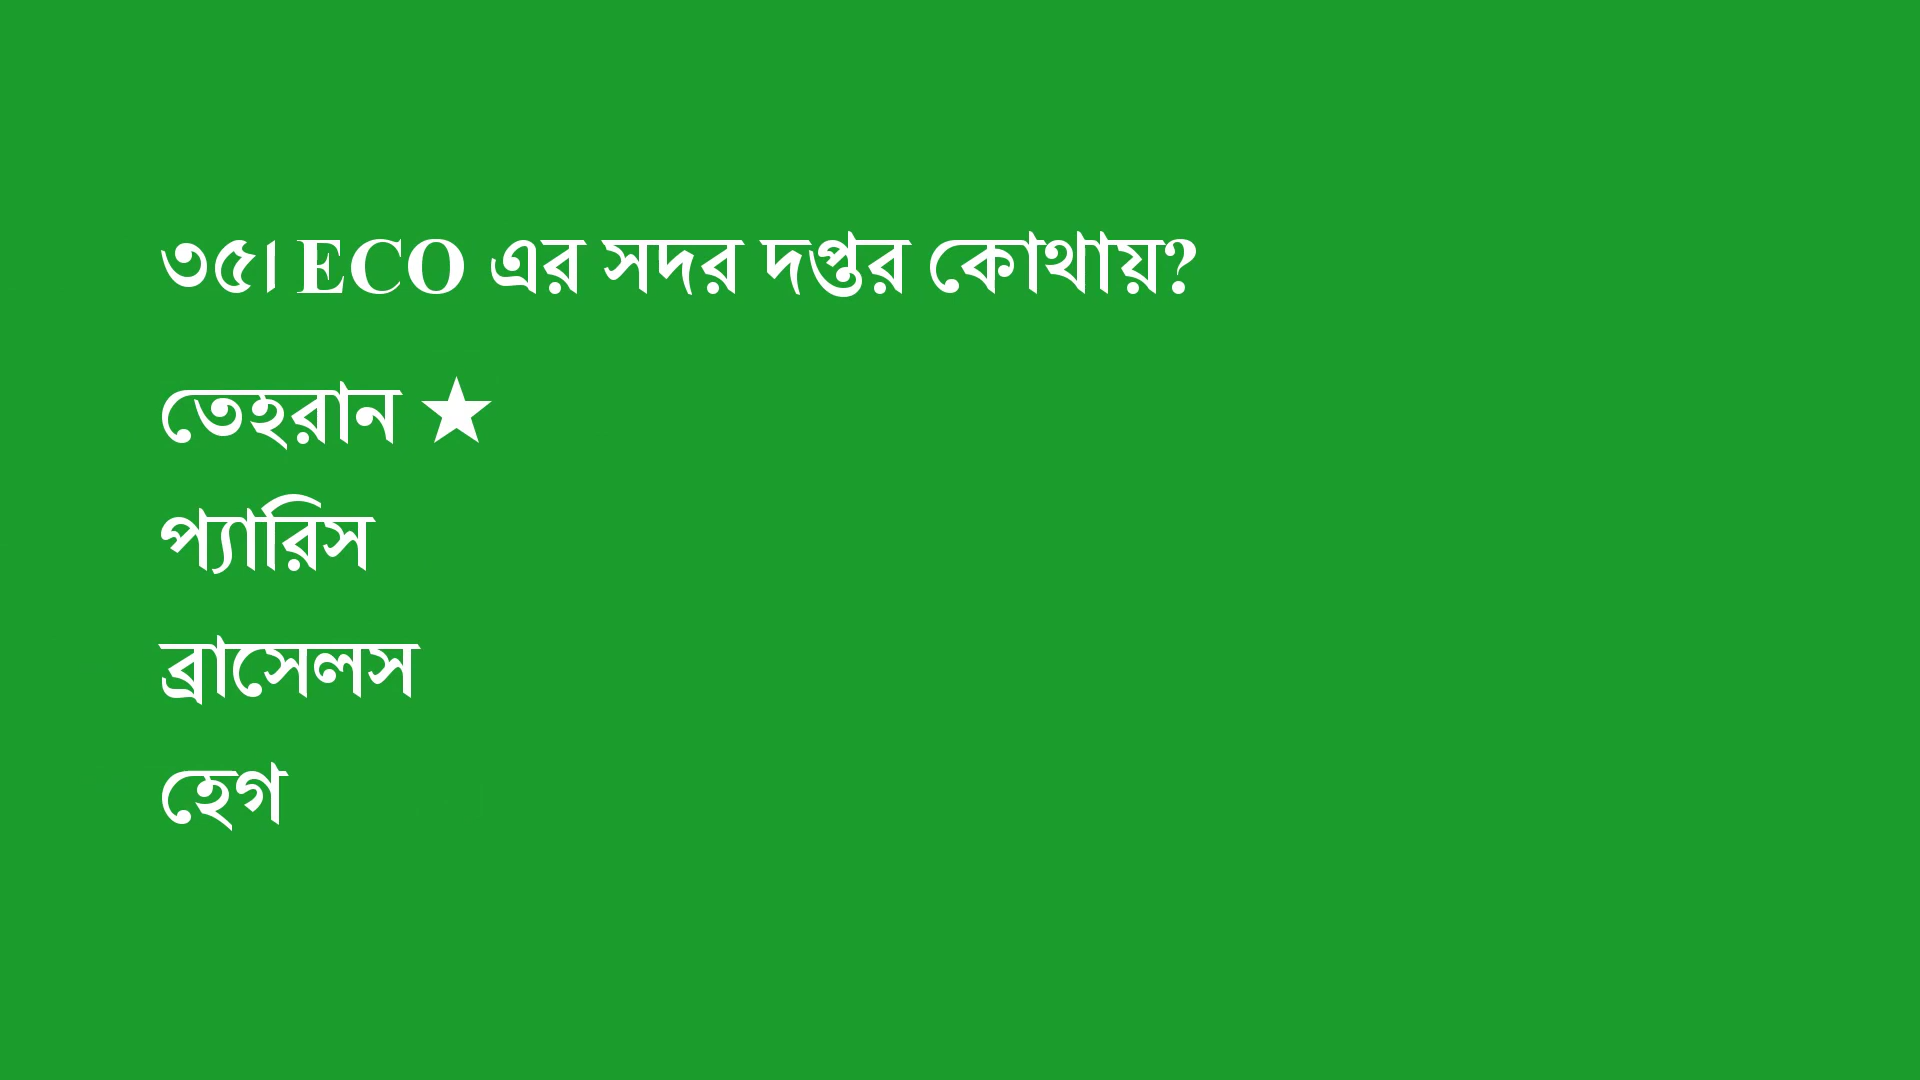 ৩৫। ECO এর সদর দপ্তর কোথায়?
তেহরান ★
প্যারিস
ব্রাসেলস
হেগ